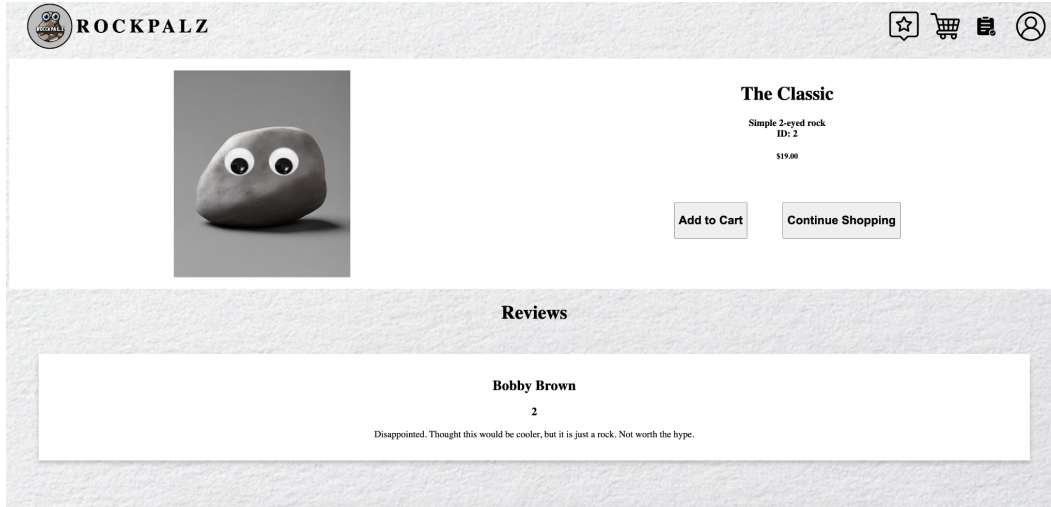 ROCKPALZ
ROCKPALZ
The Classic
Simple 2-eyed rock
ID: 2
$19.00
Add to Cart
Continue Shopping
Reviews
Bobby Brown
2
Disappointed. Thought this would be cooler, but it is just a rock. Not worth the hype.